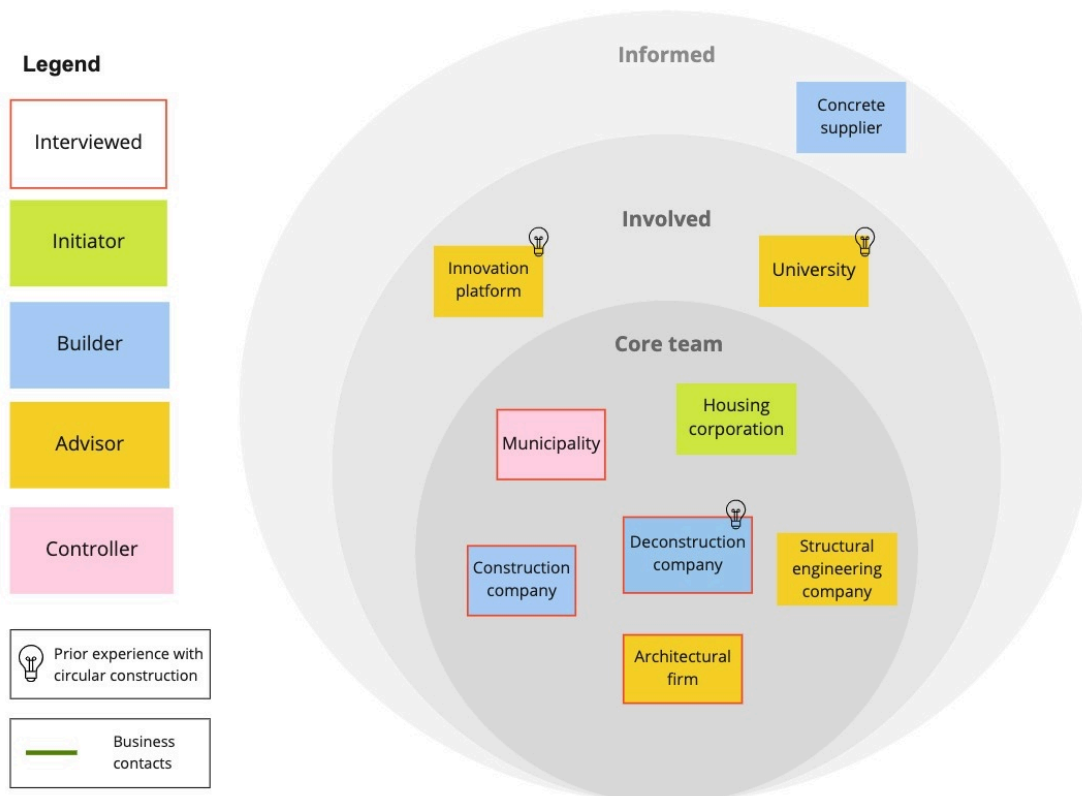 Legend
Interviewed
Initiator
Builder
Advisor
Controller
Prior experience with
circular construction
Business
contacts
Informed
Concrete
supplier
Involved
Innovation
platform
University
Core team
Housing
corporation
Municipality
Deconstruction
company
Structural
engineering
company
Construction
company
Architectural
firm